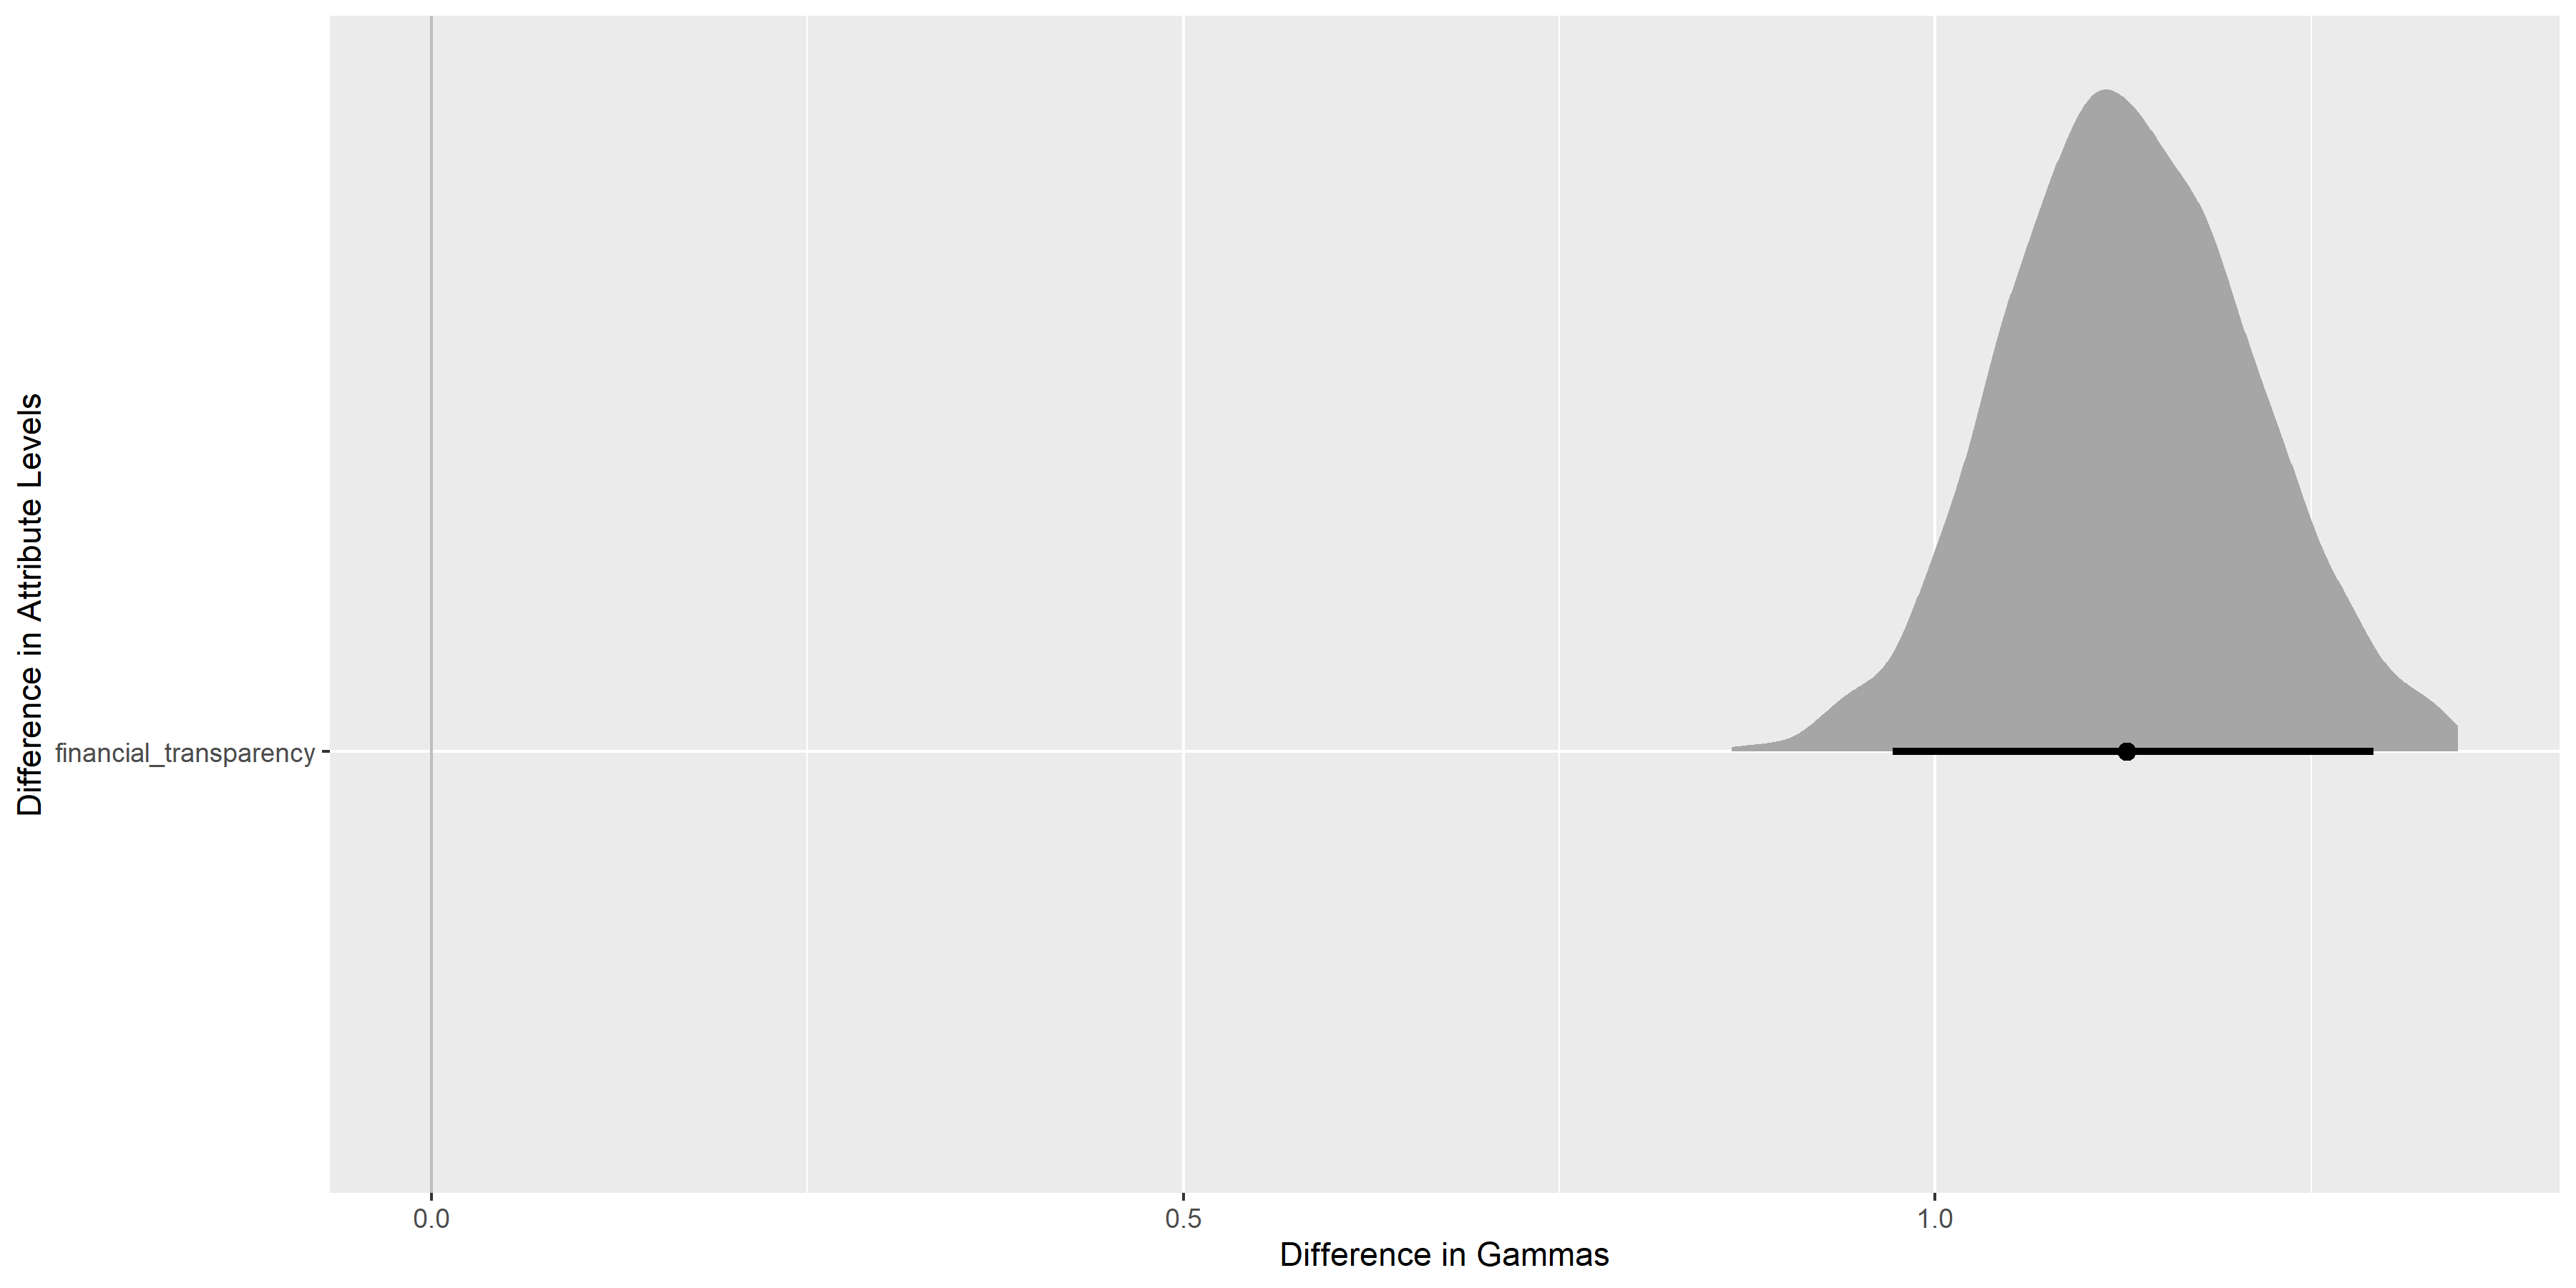 Difference in Attribute Levels
financial_transparency
0.0
0.5
1.0
Difference in Gammas